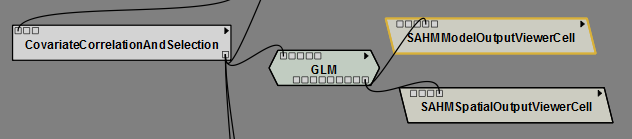 SAHMModelOutputViewerCell
CovariateCorrelationAndSelection
GLM
SAHMSpatialOutputViewerCell